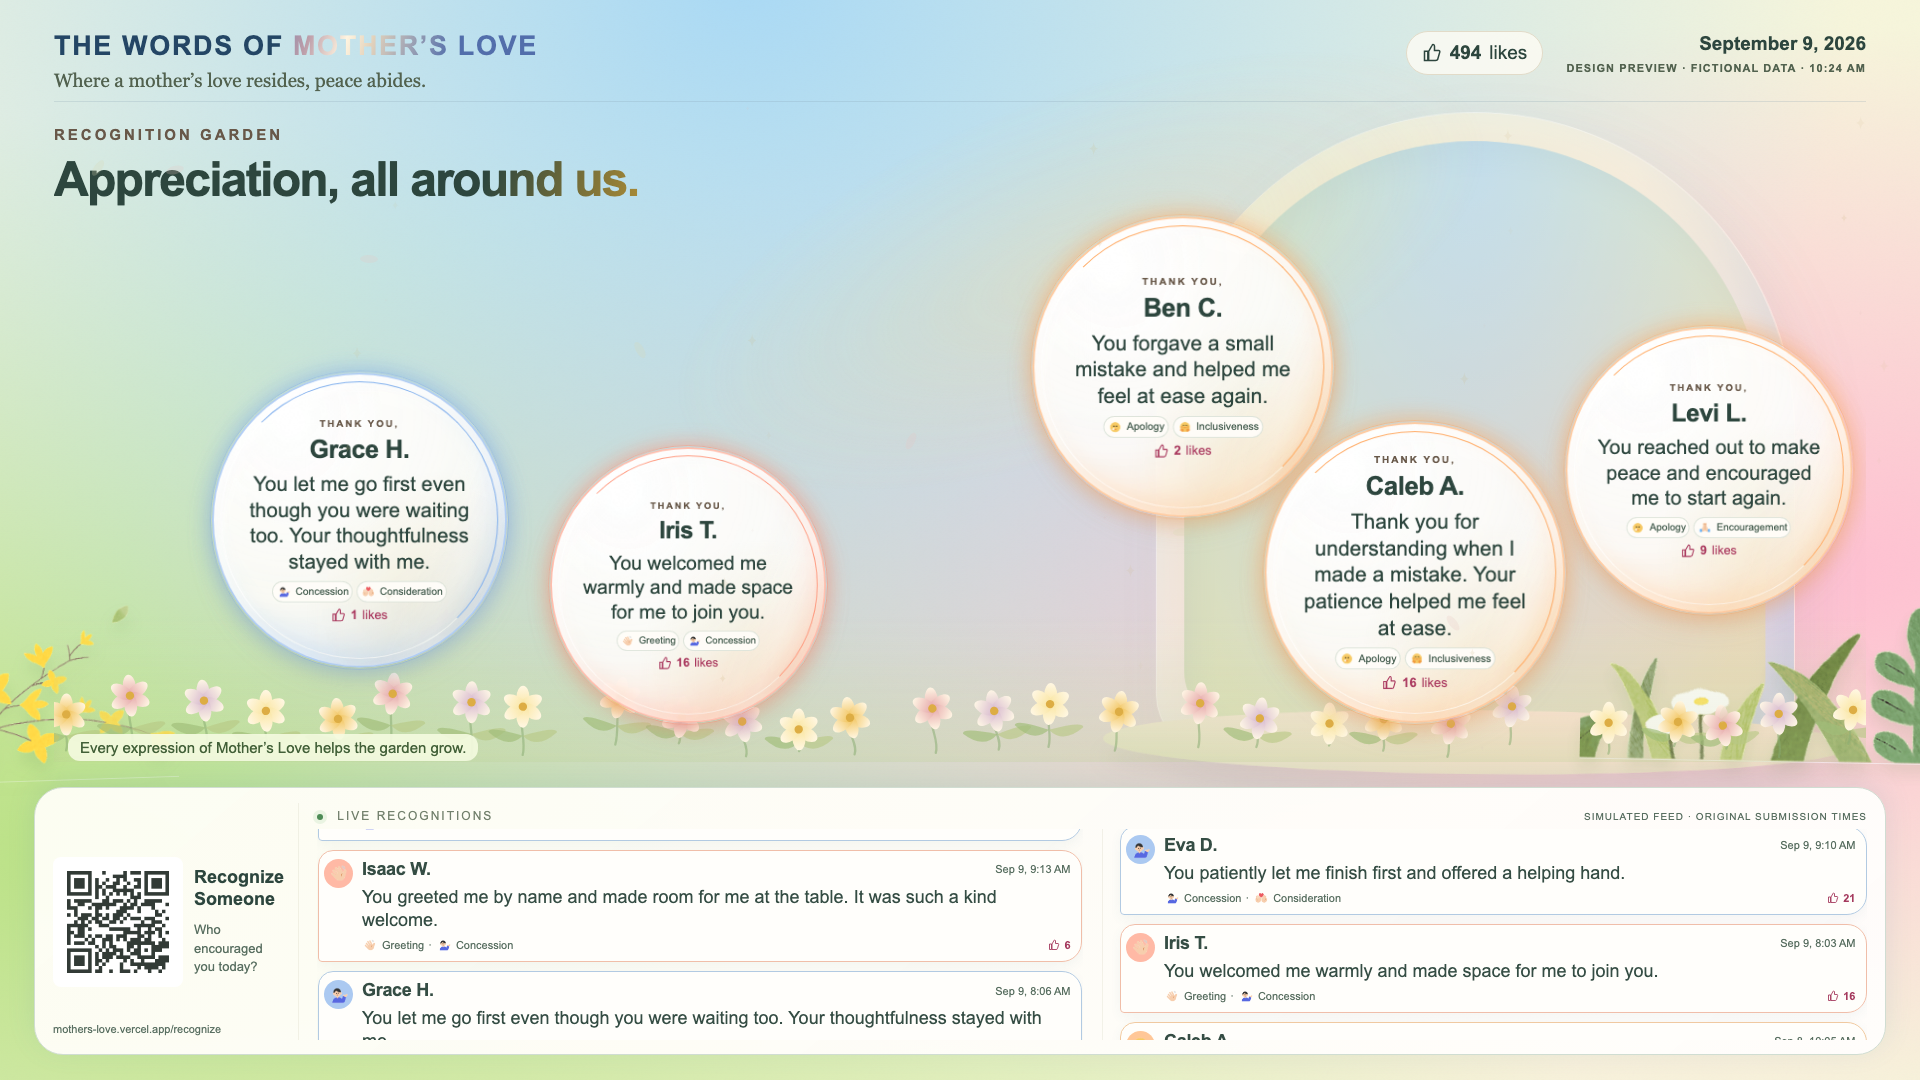 THE WORDS OF MOTHER’S LOVE
Where a mother’s love resides, peace abides.
494 likes
September 9, 2026
DESIGN PREVIEW · FICTIONAL DATA · 10:24 AM
RECOGNITION GARDEN
Appreciation, all around us.
THANK YOU,
Grace H.
You let me go first even
though you were waiting
too. Your thoughtfulness
stayed with me.
Concession Consideration
1 likes
THANK YOU,
Iris T.
You welcomed me
warmly and made space
for me to join you.
Greeting Concession
16 likes
THANK YOU,
Ben C.
You forgave a small
mistake and helped me
feel at ease again.
Apology Inclusiveness
2 likes
THANK YOU,
Caleb A.
Thank you for
understanding when I
made a mistake. Your
patience helped me feel
at ease.
Apology Inclusiveness
16 likes
THANK YOU,
Levi L.
You reached out to make
peace and encouraged
me to start again.
Apology Encouragement
9 likes
Every expression of Mother’s Love helps the garden grow.
Recognize
Someone
Who
encouraged
you today?
mothers-love.vercel.app/recognize
LIVE RECOGNITIONS
SIMULATED FEED · ORIGINAL SUBMISSION TIMES
Isaac W.
Sep 9, 9:13 AM
You greeted me by name and made room for me at the table. It was such a kind
welcome.
Greeting · Concession
6
Grace H.
Sep 9, 8:06 AM
You let me go first even though you were waiting too. Your thoughtfulness stayed with
me.
Eva D.
Sep 9, 9:10 AM
You patiently let me finish first and offered a helping hand.
Concession · Consideration
21
Iris T.
Sep 9, 8:03 AM
You welcomed me warmly and made space for me to join you.
Greeting · Concession
16
Caleb A.